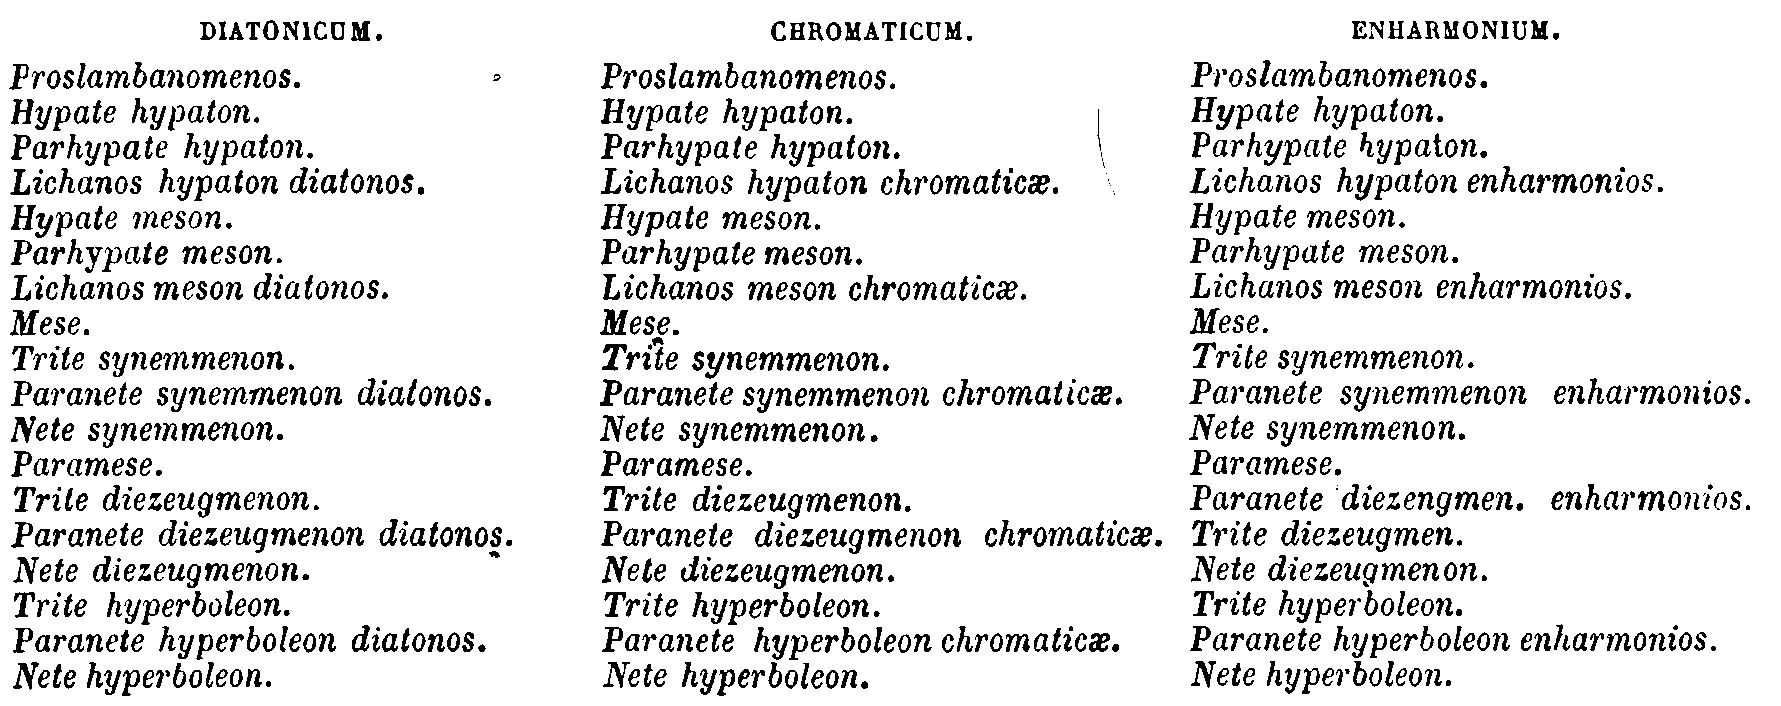 DIATONICUM. CHROMATICUM. ENHARMONIUM.
Proslambanomenos. Proslambanomenos. Proslambanomenos.
Hypate hypaton. Hypate hypaton. Hypate hypaton.
Parhypate hypaton. Parhypate hypaton. Parhypate hypaton.
Lichanos hypaton diatonos. Lichanos hypaton chromaticæ. Lichanos hypaton enharmonios.
Hypate meson. Hypate meson. Hypate meson.
Parhypate meson. Parhypate meson. Parhypate meson.
Lichanos meson diatonos. Lichanos meson chromaticæ. Lichanos meson enharmonios.
Mese. Mese. Mese.
Trite synemmenon. Trite synemmenon. Trite synemmenon.
Paranete synemmenon diatonos. Paranete synemmenon chromaticæ. Paranete synemmenon enharmonios.
Nete synemmenon. Nete synemmenon. Nete synemmenon.
Paramese. Paramese. Paramese.
Trite diezeugmenon. Trite diezeugmenon. Paranete diezengmen. enharmonios.
Paranete diezeugmenon diatonos. Paranete diezeugmenon chromaticæ. Trite diezeugmen.
Nete diezeugmenon. Nete diezeugmenon. Nete diezeugmenon.
Trite hyperboleon. Trite hyperboleon. Trite hyperboleon.
Paranete hyperboleon diatonos. Paranete hyperboleon chromaticæ. Paranete hyperboleon enharmonios.
Nete hyperboleon. Nete hyperboleon. Nete hyperboleon.